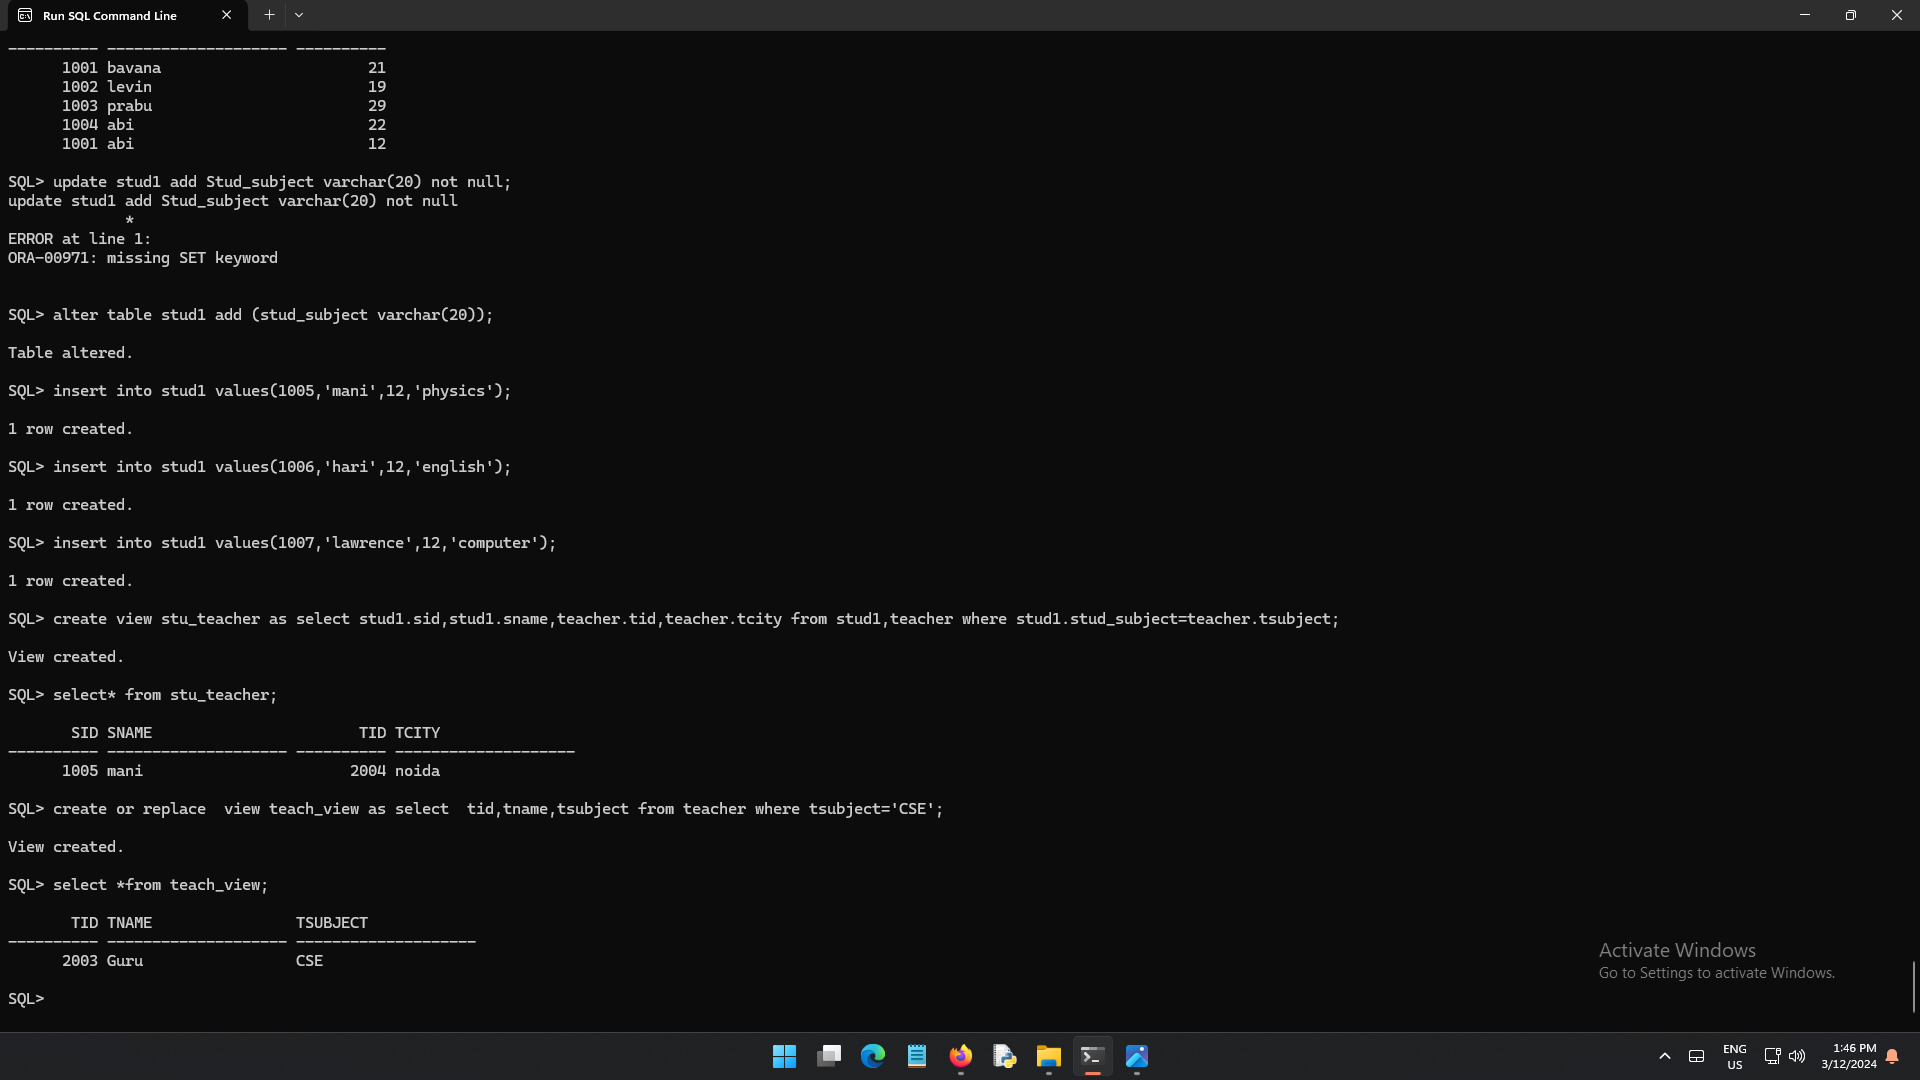 Run SQL Command Line
---------- -------------------- ----------
      1001 bavana                       21
      1002 levin                        19
      1003 prabu                        29
      1004 abi                          22
      1001 abi                          12
SQL> update stud1 add Stud_subject varchar(20) not null;
update stud1 add Stud_subject varchar(20) not null
             *
ERROR at line 1:
ORA-00971: missing SET keyword
SQL> alter table stud1 add (stud_subject varchar(20));
Table altered.
SQL> insert into stud1 values(1005,'mani',12,'physics');
1 row created.
SQL> insert into stud1 values(1006,'hari',12,'english');
1 row created.
SQL> insert into stud1 values(1007,'lawrence',12,'computer');
1 row created.
SQL> create view stu_teacher as select stud1.sid,stud1.sname,teacher.tid,teacher.tcity from stud1,teacher where stud1.stud_subject=teacher.tsubject;
View created.
SQL> select* from stu_teacher;
       SID SNAME                       TID TCITY
---------- -------------------- ---------- --------------------
      1005 mani                       2004 noida
SQL> create or replace  view teach_view as select  tid,tname,tsubject from teacher where tsubject='CSE';
View created.
SQL> select *from teach_view;
       TID TNAME                TSUBJECT
---------- -------------------- --------------------
      2003 Guru                 CSE
SQL>
Activate Windows
Go to Settings to activate Windows.
ENG
US
1:46 PM
3/12/2024